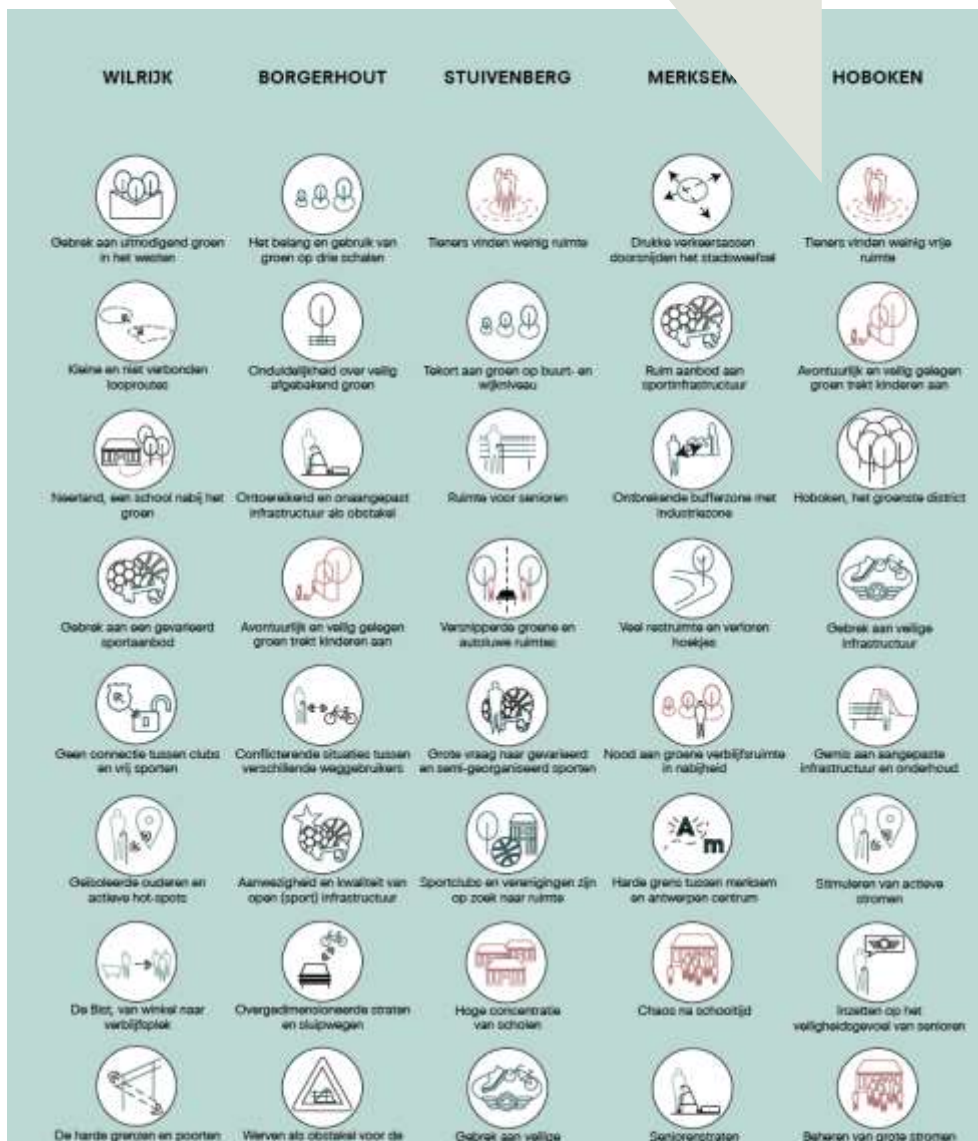 WILRIJK
BORGERHOUT
STUIVENBERG
MERKSEM
HOBOKEN
Gebrek aan uitnodigend groen
in het westen
Het belang en gebruik van
groen op drie schalen
Tieners vinden weinig ruimte
Drukke verkeersassen
doorsnijden het stadsweefsel
Tieners vinden weinig vrije
ruimte
Kleine en niet verbonden
looproutes
Onduidelijkheid over veilig
afgebakend groen
Tekort aan groen op buurt- en
wijkniveau
Ruim aanbod aan
sportinfrastructuur
Avontuurlijk en veilig gelegen
groen trekt kinderen aan
Neerland, een school nabij het
groen
Ontoereikend en onaangepast
infrastructuur als obstakel
Ruimte voor senioren
Ontbrekende bufferzone met
industriezone
Hoboken, het groenste district
Gebrek aan een gevarieerd
sportaanbod
Avontuurlijk en veilig gelegen
groen trekt kinderen aan
Versnipperde groene en
autoluwe ruimtes
Veel restruimte en verloren
hoekjes
Gebrek aan veilige
infrastructuur
Geen connectie tussen clubs
en vrij sporten
Conflicterende situaties tussen
verschillende weggebruikers
Grote vraag naar gevarieerd
en semi-georganiseerd sporten
Nood aan groene verblijfsruimte
in nabijheid
Gemis aan aangepaste
infrastructuur en onderhoud
Geïsoleerde ouderen en
actieve hot-spots
Aanwezigheid en kwaliteit van
open (sport) infrastructuur
Sportclubs en verenigingen zijn
op zoek naar ruimte
A
m
Harde grens tussen merksem
en antwerpen centrum
Stimuleren van actieve
stromen
De Bist, van winkel naar
verblijfsplek
Overgedimensioneerde straten
en sluipwegen
Hoge concentratie
van scholen
Chaos na schooltijd
Inzetten op het
veiligheidsgevoel van senioren
De harde grenzen en poorten
Werven als obstakel voor de
Gebrek aan veilige
Seniorenstraten
Beheren van grote stromen